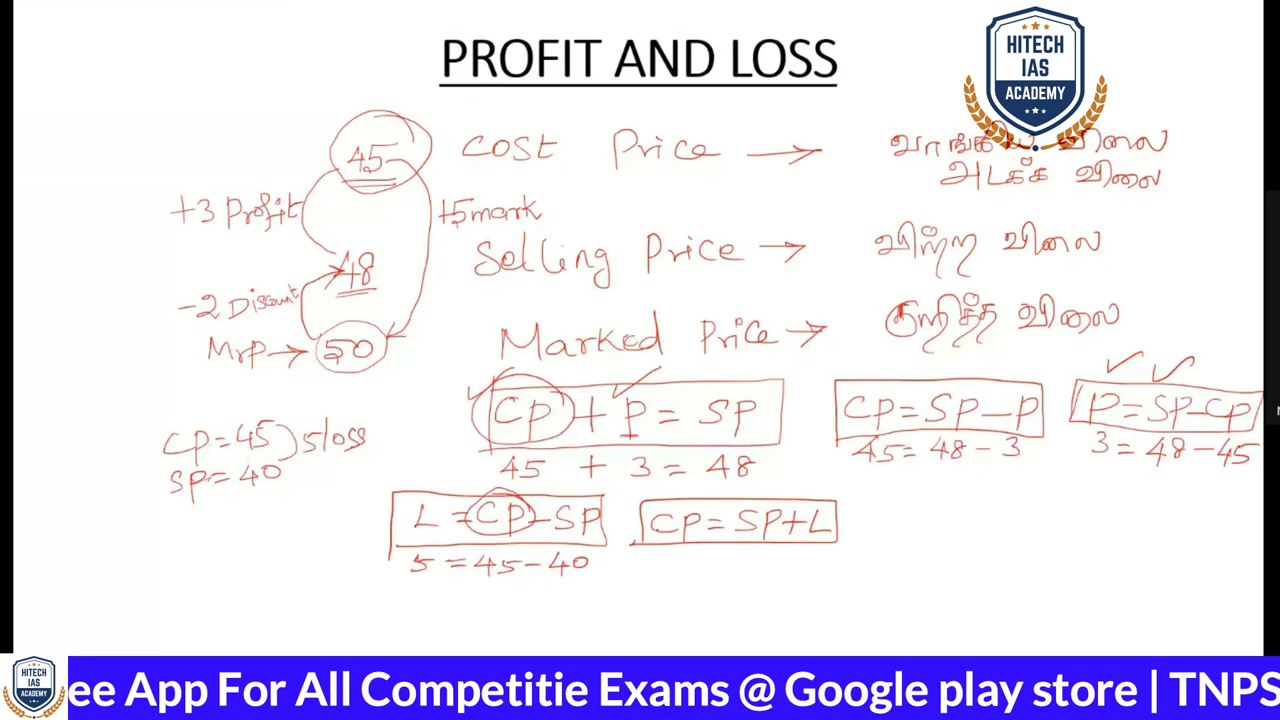 PROFIT AND LOSS
HITECH
IAS
ACADEMY
45 Cost Price → வாங்கிய விலை
அடக்க விலை
+3 Profit +5 mark
Selling Price → விற்ற விலை
48
-2 Discount
Marked Price → குறித்த விலை
MrP → 50
CP + P = SP CP = SP - P P = SP - CP
45 + 3 = 48 45 = 48 - 3 3 = 48 - 45
CP = 45 ) 5 loss
SP = 40
L = CP - SP CP = SP + L
5 = 45 - 40
HITECH
IAS
ACADEMY
ee App For All Competitie Exams @ Google play store | TNPS